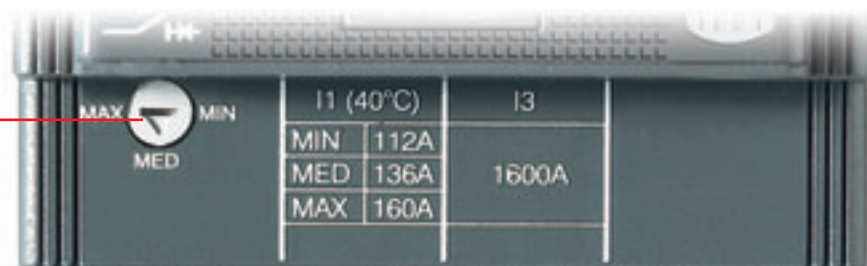 MAX MIN
MED
I1 (40°C) I3
MIN 112A
MED 136A 1600A
MAX 160A